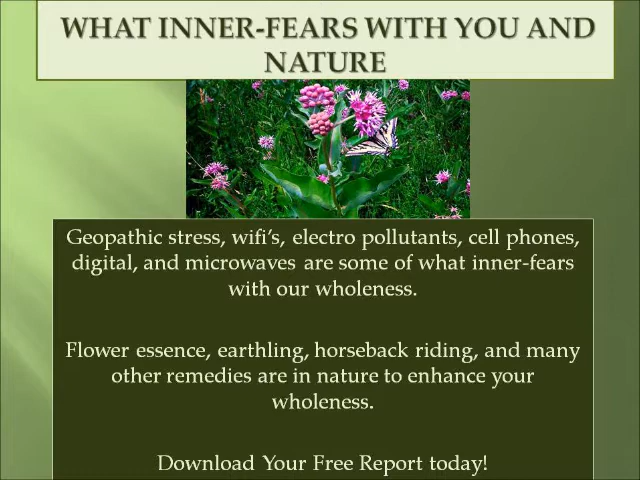 WHAT INNER-FEARS WITH YOU AND
NATURE
Geopathic stress, wifi's, electro pollutants, cell phones,
digital, and microwaves are some of what inner-fears
with our wholeness.
Flower essence, earthling, horseback riding, and many
other remedies are in nature to enhance your
wholeness.
Download Your Free Report today!